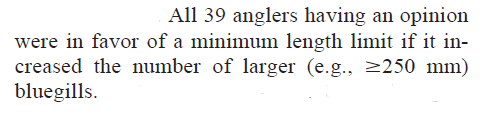 All 39 anglers having an opinion
were in favor of a minimum length limit if it in-
creased the number of larger (e.g., ≥250 mm)
bluegills.